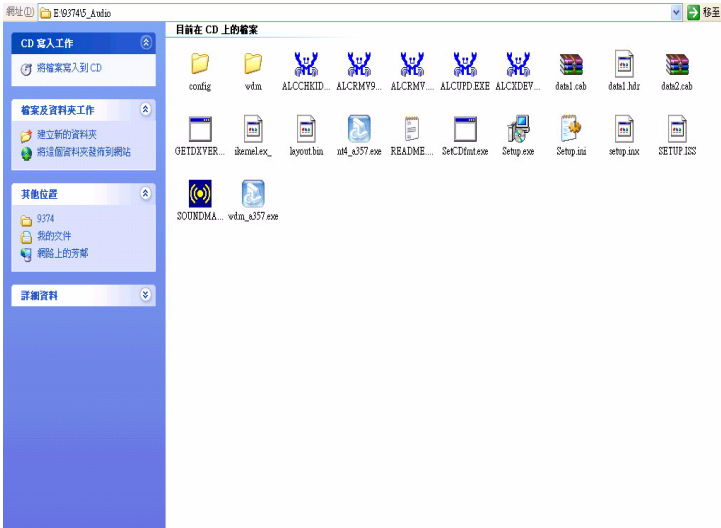 網址(D) E:\9374\5_Audio 移至
目前在 CD 上的檔案
CD 寫入工作
將檔案寫入到 CD
檔案及資料夾工作
建立新的資料夾
將這個資料夾發佈到網站
其他位置
9374
我的文件
網路上的芳鄰
詳細資料
config wdm ALCCHKID... ALCRMV9... ALCRMV.... ALCUPD.EXE ALCXDEV... data1.cab data1.hdr data2.cab
GETDXVER... ikernel.ex_ layout.bin nt4_a357.exe README.... SetCDfmt.exe Setup.exe Setup.ini setup.inx SETUP.ISS
SOUNDMA... wdm_a357.exe